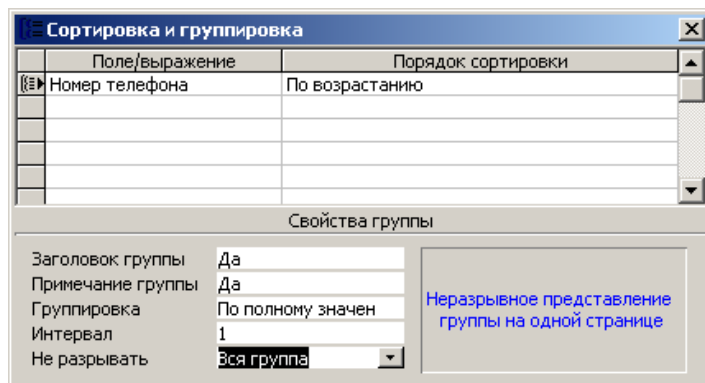 Сортировка и группировка
Поле/выражение Порядок сортировки
Номер телефона По возрастанию
Свойства группы
Заголовок группы Да
Примечание группы Да
Группировка По полному значен
Интервал 1
Не разрывать Вся группа
Неразрывное представление
группы на одной странице